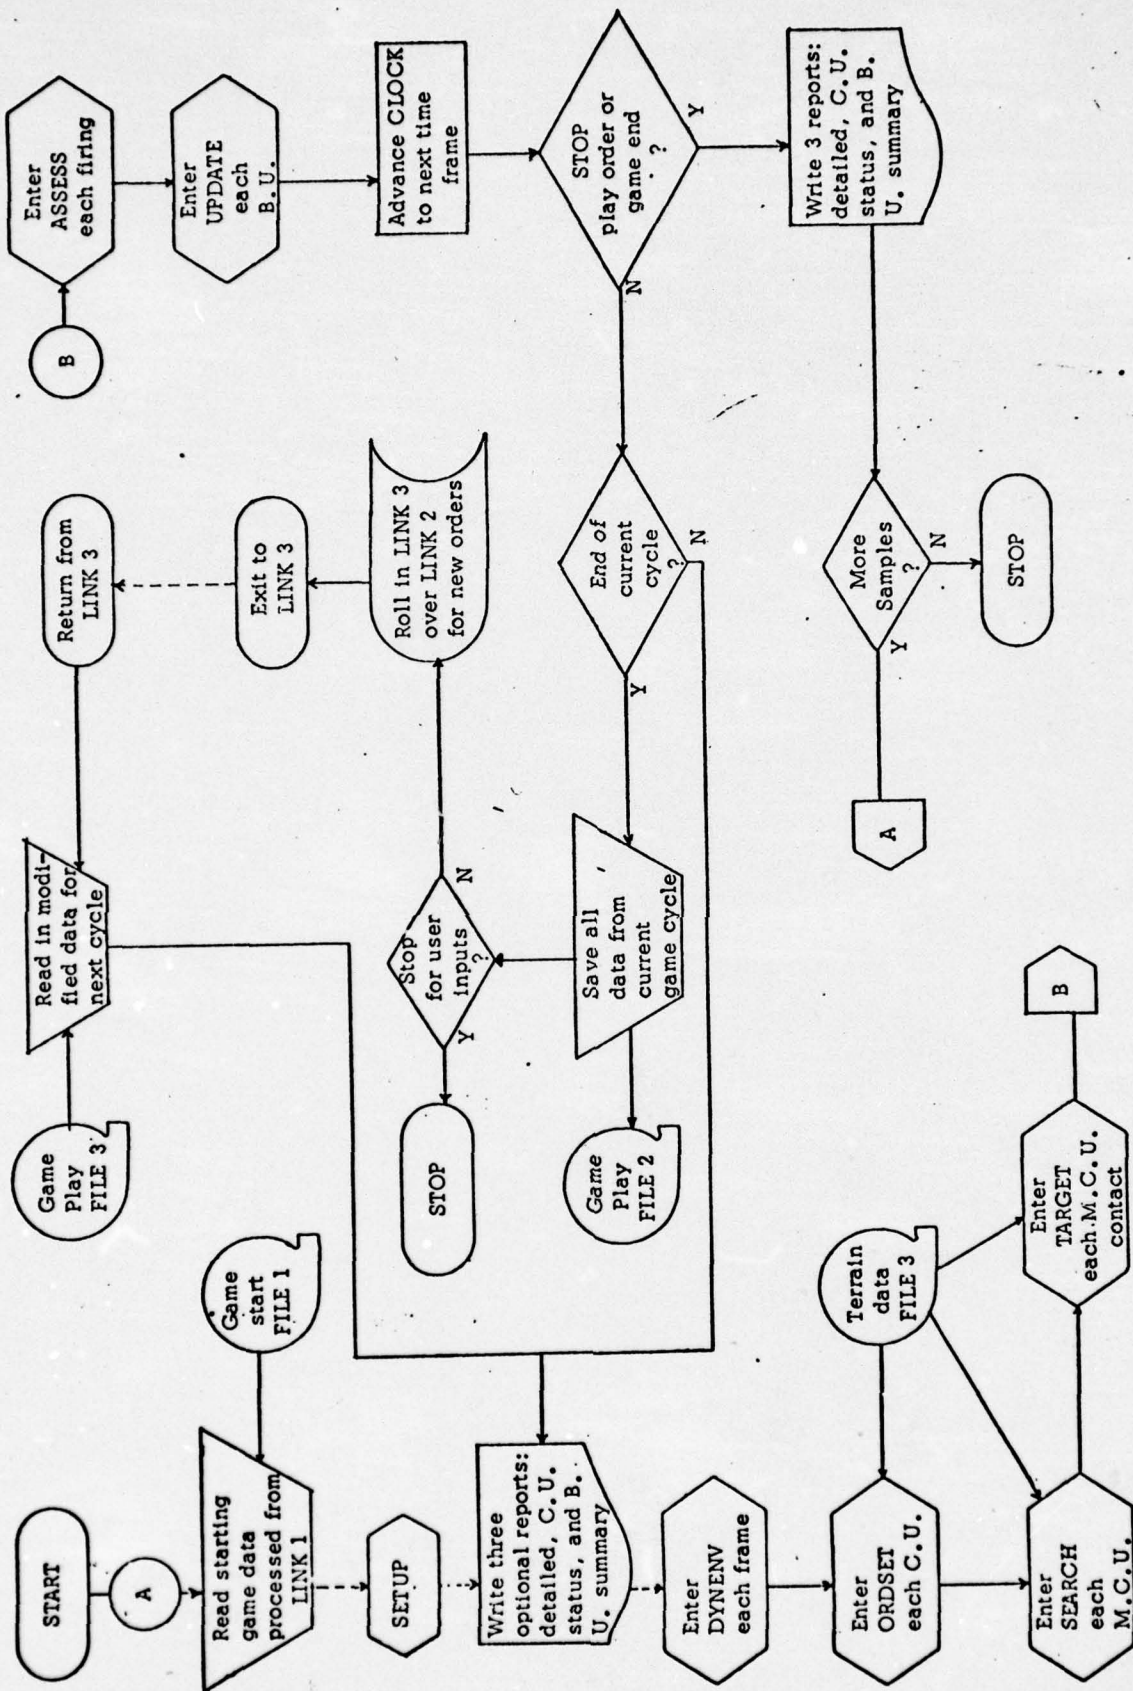 START
A
Read starting
game data
processed from
LINK 1
Game
start
FILE 1
SETUP
Write three
optional reports:
detailed, C.U.
status, and B.
U. summary
Enter
DYNENV
each frame
Enter
ORDSET
each C.U.
Terrain
data
FILE 3
Enter
SEARCH
each
M.C.U.
Enter
TARGET
each M.C.U.
contact
B
Game
Play
FILE 3
Read in modi-
fied data for
next cycle
Return from
LINK 3
Exit to
LINK 3
Roll in LINK 3
over LINK 2
for new orders
Stop
for user
inputs
?
Y
N
STOP
Save all
data from
current
game cycle
Game
Play
FILE 2
End of
current
cycle
?
Y
N
B
Enter
ASSESS
each firing
Enter
UPDATE
each
B.U.
Advance CLOCK
to next time
frame
STOP
play order or
game end
?
N
Y
Write 3 reports:
detailed, C.U.
status, and B.
U. summary
More
Samples
?
Y
N
A
STOP